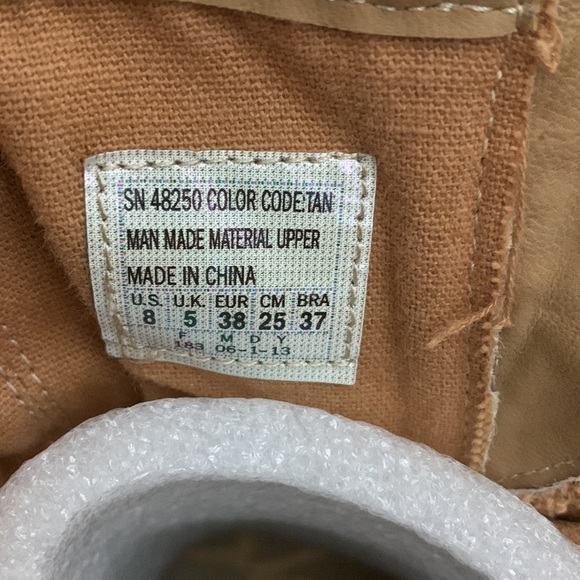 SN 48250 COLOR CODE:TAN
MAN MADE MATERIAL UPPER
MADE IN CHINA
U.S. U.K. EUR CM BRA
8 5 38 25 37
F M D Y
183 06-1-13